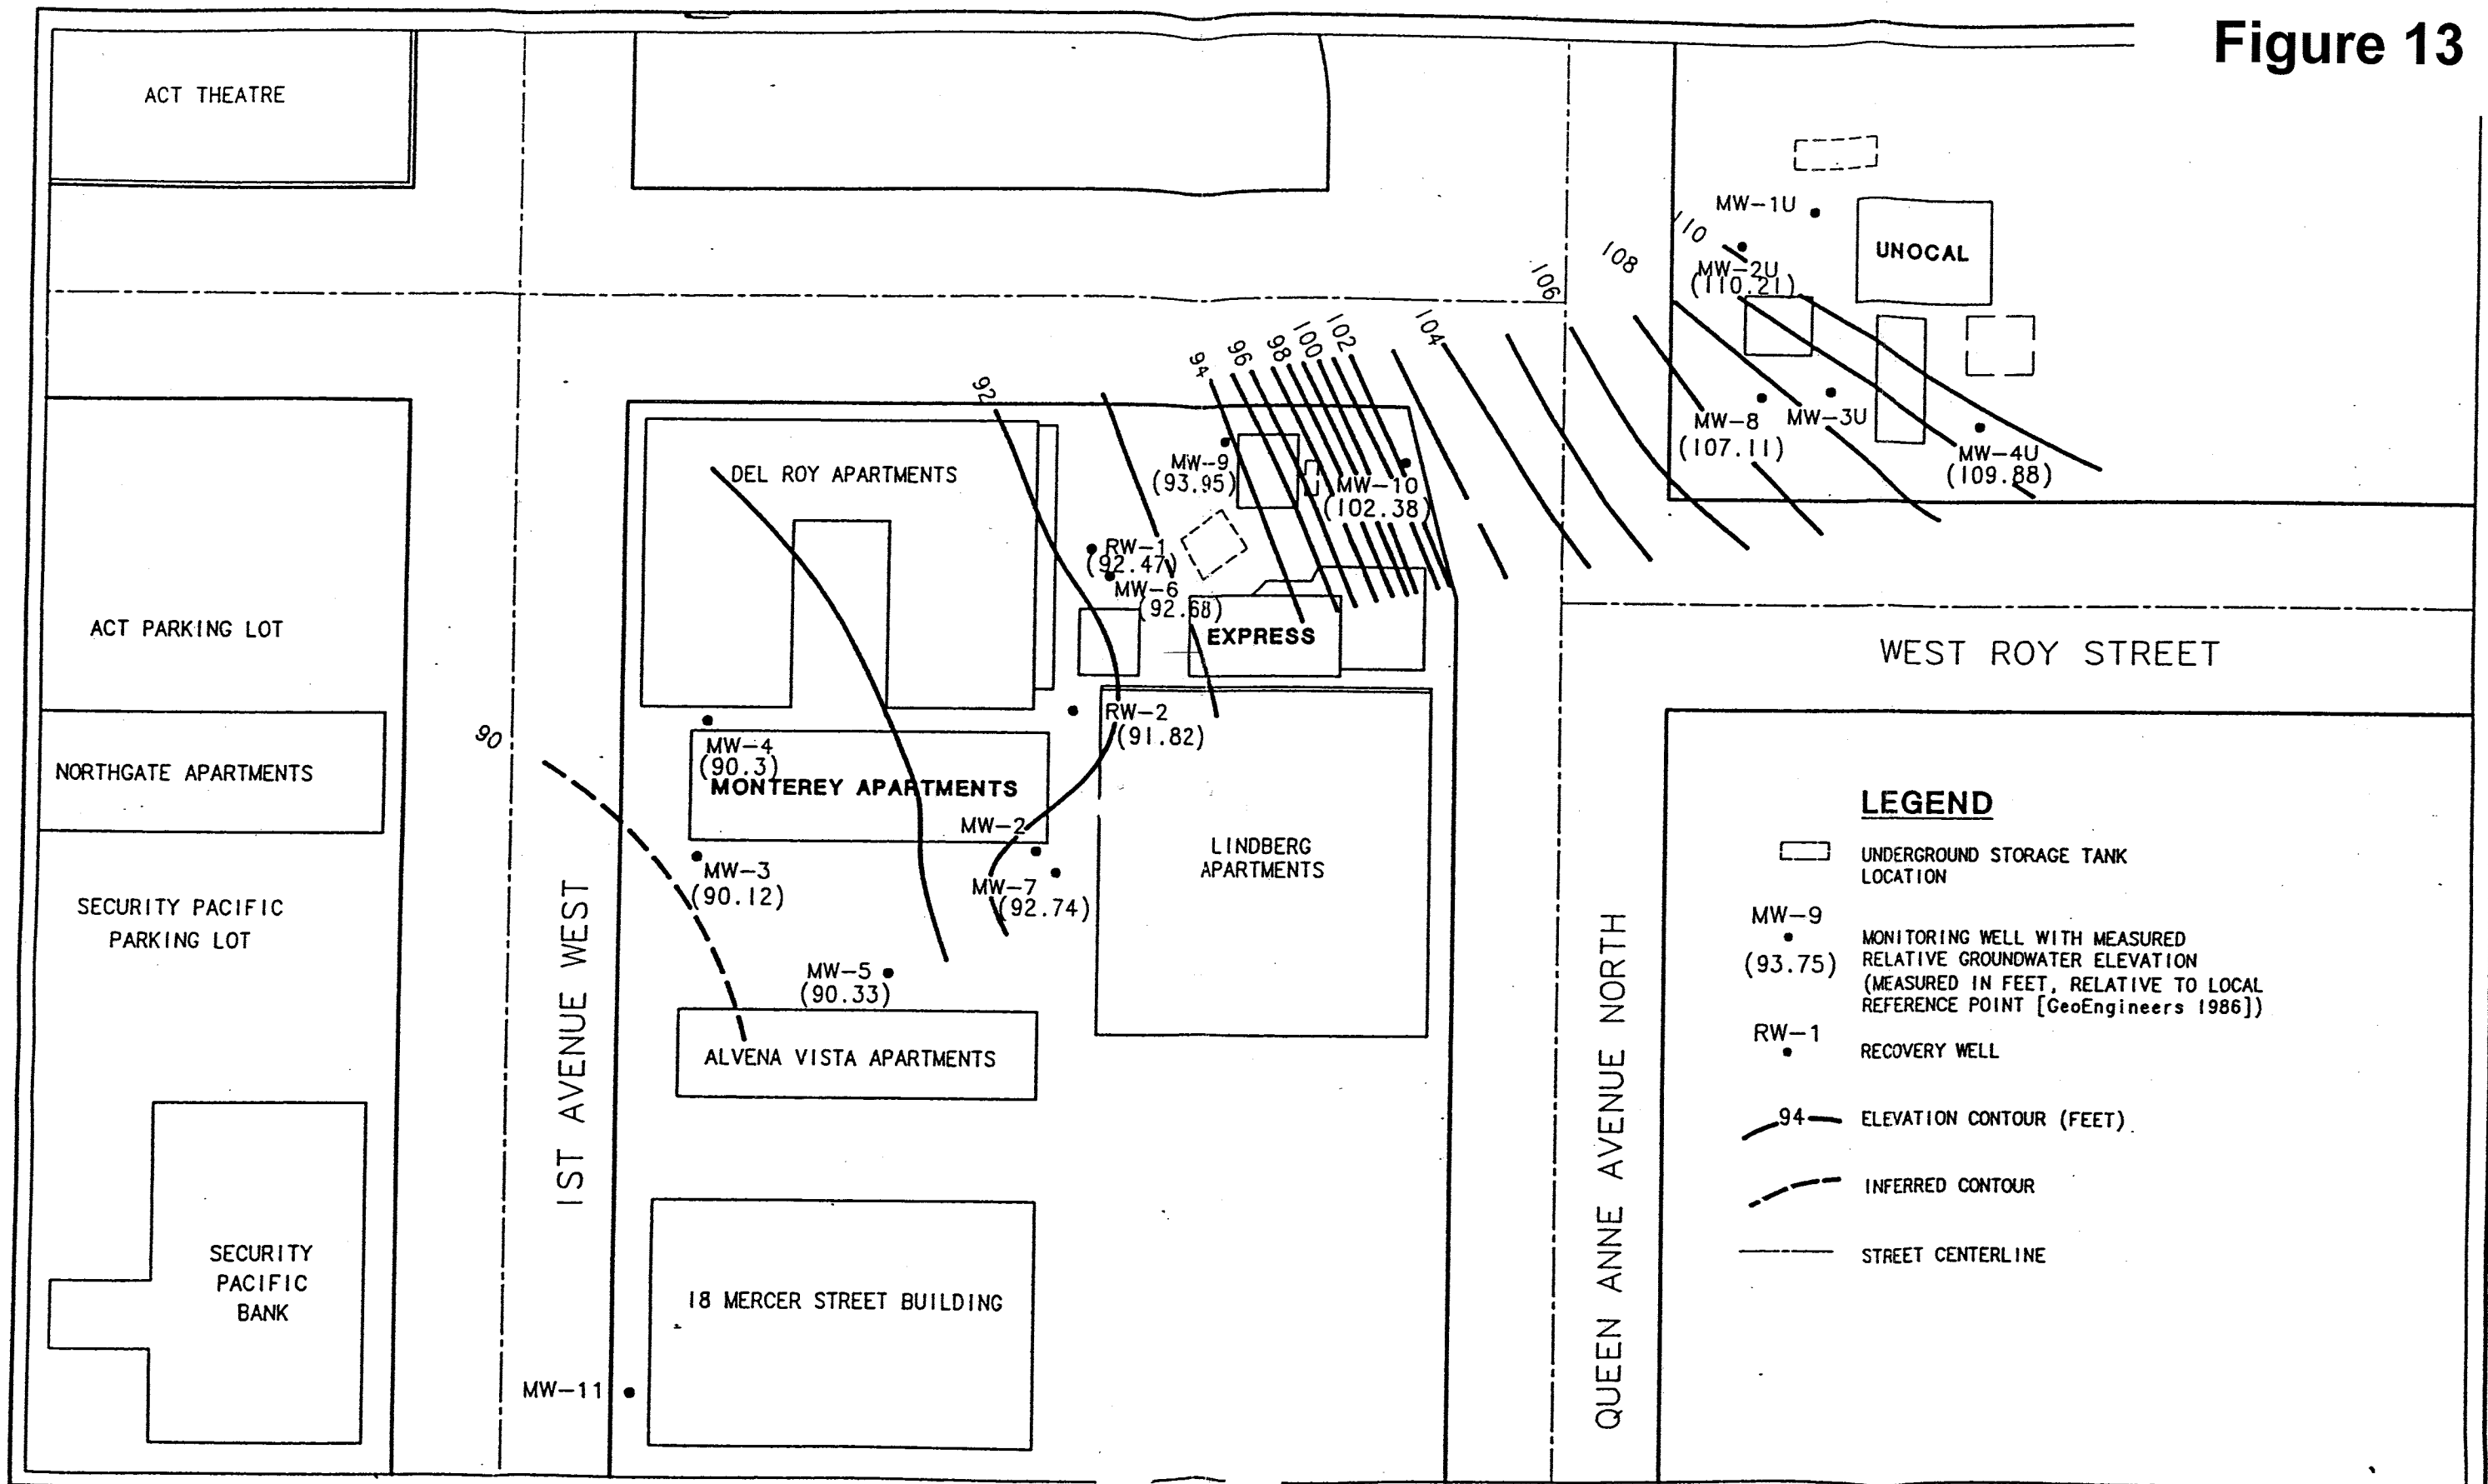 Figure 13
ACT THEATRE
MW-1U
UNOCAL
110
MW-2U
(110.21)
108
106
104
102
100
98
96
94
92
MW-8
(107.11)
MW-3U
MW-4U
(109.88)
DEL ROY APARTMENTS
MW-9
(93.95)
MW-10
(102.38)
RW-1
(92.47)
MW-6
(92.68)
EXPRESS
ACT PARKING LOT
WEST ROY STREET
RW-2
(91.82)
90
MW-4
(90.3)
MONTEREY APARTMENTS
NORTHGATE APARTMENTS
MW-2
LINDBERG
APARTMENTS
MW-3
(90.12)
MW-7
(92.74)
SECURITY PACIFIC
PARKING LOT
MW-5
(90.33)
ALVENA VISTA APARTMENTS
1ST AVENUE WEST
QUEEN ANNE AVENUE NORTH
SECURITY
PACIFIC
BANK
18 MERCER STREET BUILDING
MW-11
LEGEND
UNDERGROUND STORAGE TANK
LOCATION
MW-9
(93.75)
MONITORING WELL WITH MEASURED
RELATIVE GROUNDWATER ELEVATION
(MEASURED IN FEET, RELATIVE TO LOCAL
REFERENCE POINT [GeoEngineers 1986])
RW-1
RECOVERY WELL
94
ELEVATION CONTOUR (FEET)
INFERRED CONTOUR
STREET CENTERLINE